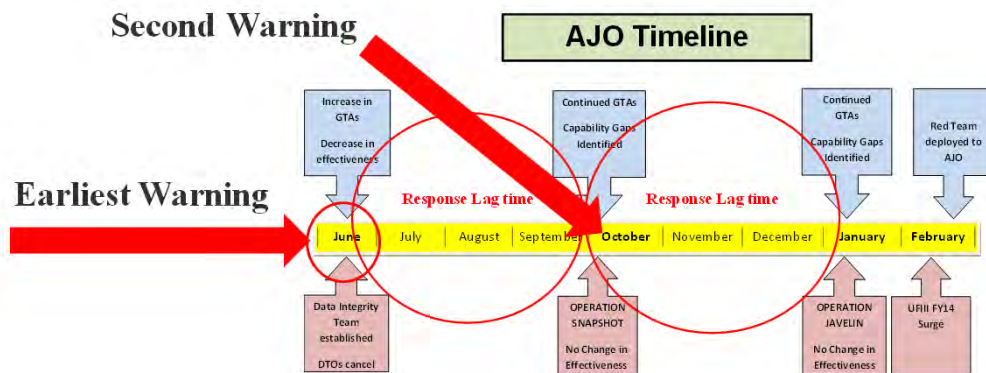 Second Warning
AJO Timeline
Increase in
GTAs
Decrease in
effectiveness
Continued GTAs
Capability Gaps
Identified
Continued
GTAs
Capability Gaps
Identified
Red Team
deployed to
AJO
Earliest Warning
Response Lag time
Response Lag time
June July August September October November December January February
Data Integrity
Team
established
DTOs cancel
OPERATION
SNAPSHOT
No Change in
Effectiveness
OPERATION
JAVELIN
No Change in
Effectiveness
UFIII FY14
Surge